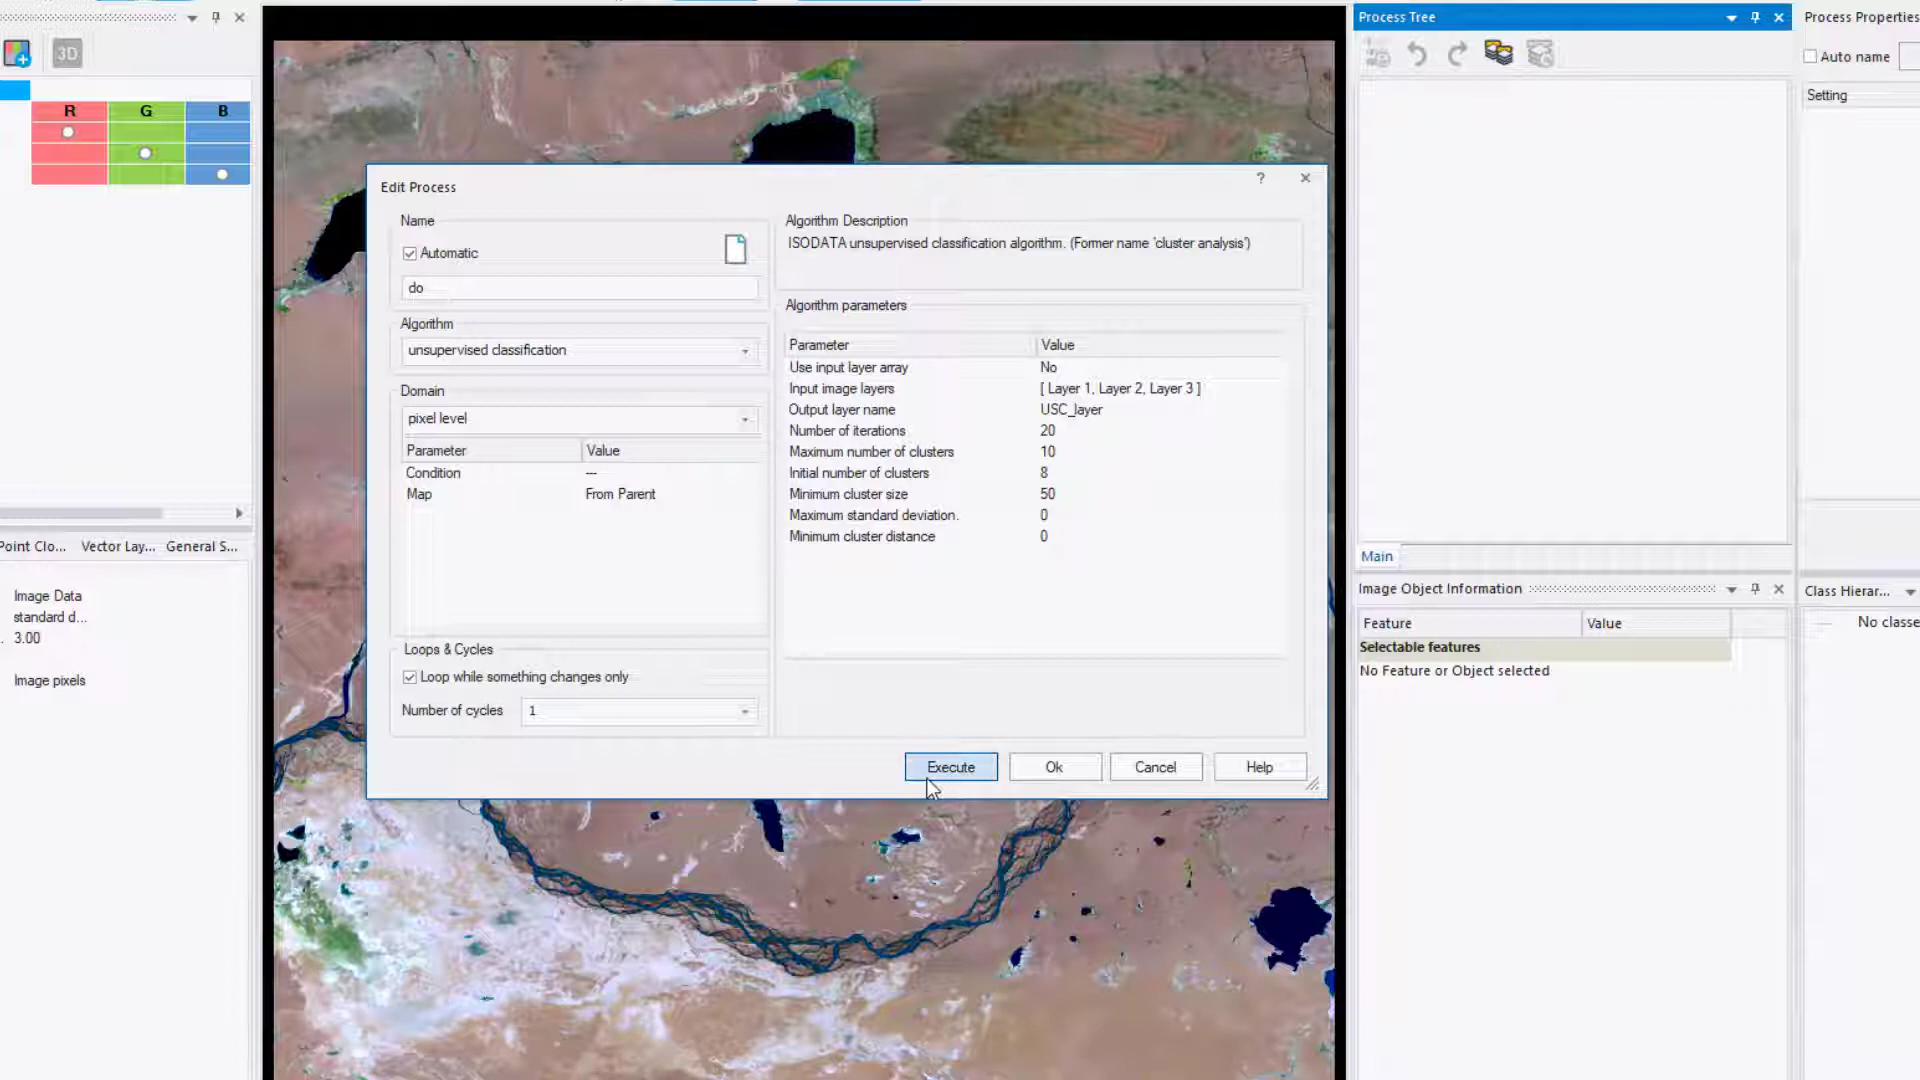 Process Tree
Process Properties
3D
Auto name
R G B
Setting
Edit Process
?
Name
Automatic
do
Algorithm
unsupervised classification
Domain
pixel level
Parameter Value
Condition ---
Map From Parent
Loops & Cycles
Loop while something changes only
Number of cycles 1
Algorithm Description
ISODATA unsupervised classification algorithm. (Former name 'cluster analysis')
Algorithm parameters
Parameter Value
Use input layer array No
Input image layers [ Layer 1, Layer 2, Layer 3 ]
Output layer name USC_layer
Number of iterations 20
Maximum number of clusters 10
Initial number of clusters 8
Minimum cluster size 50
Maximum standard deviation. 0
Minimum cluster distance 0
Execute Ok Cancel Help
Point Clo... Vector Lay... General S...
Image Data
standard d...
. 3.00
Image pixels
Main
Image Object Information
Feature Value
Selectable features
No Feature or Object selected
Class Hierar...
No classe